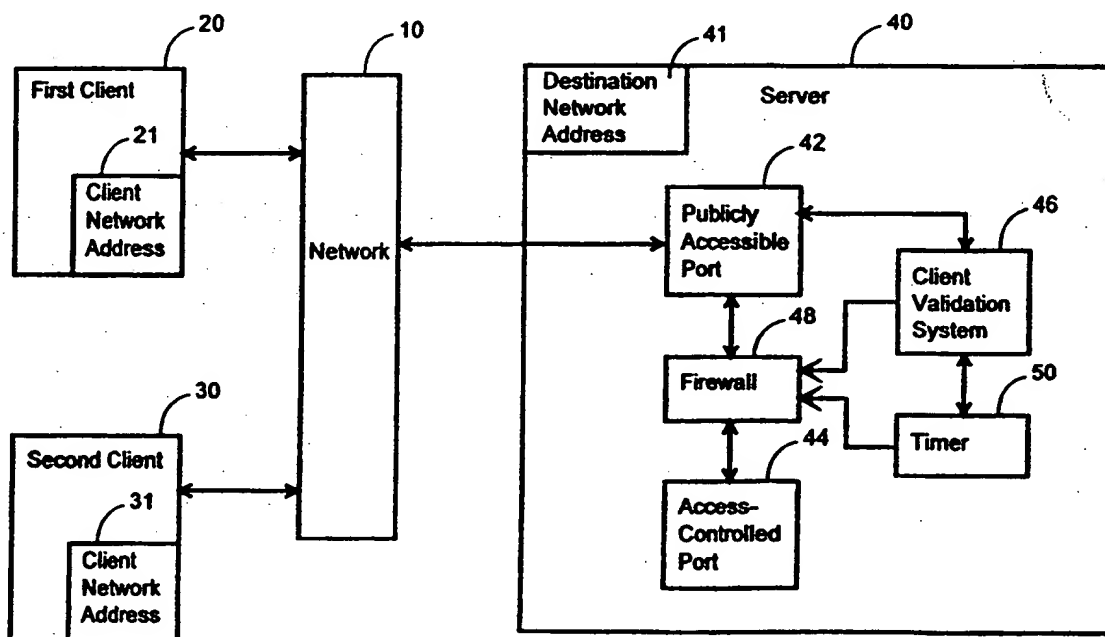 20
First Client
21
Client
Network
Address
10
Network
30
Second Client
31
Client
Network
Address
41
40
Destination
Network
Address
Server
42
Publicly
Accessible
Port
46
Client
Validation
System
48
Firewall
50
Timer
44
Access-
Controlled
Port